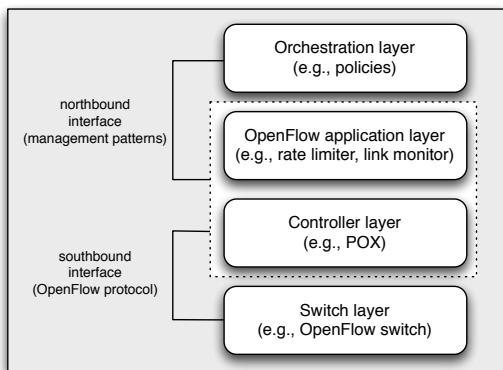 Orchestration layer
(e.g., policies)
northbound
interface
(management patterns)
OpenFlow application layer
(e.g., rate limiter, link monitor)
Controller layer
(e.g., POX)
southbound
interface
(OpenFlow protocol)
Switch layer
(e.g., OpenFlow switch)